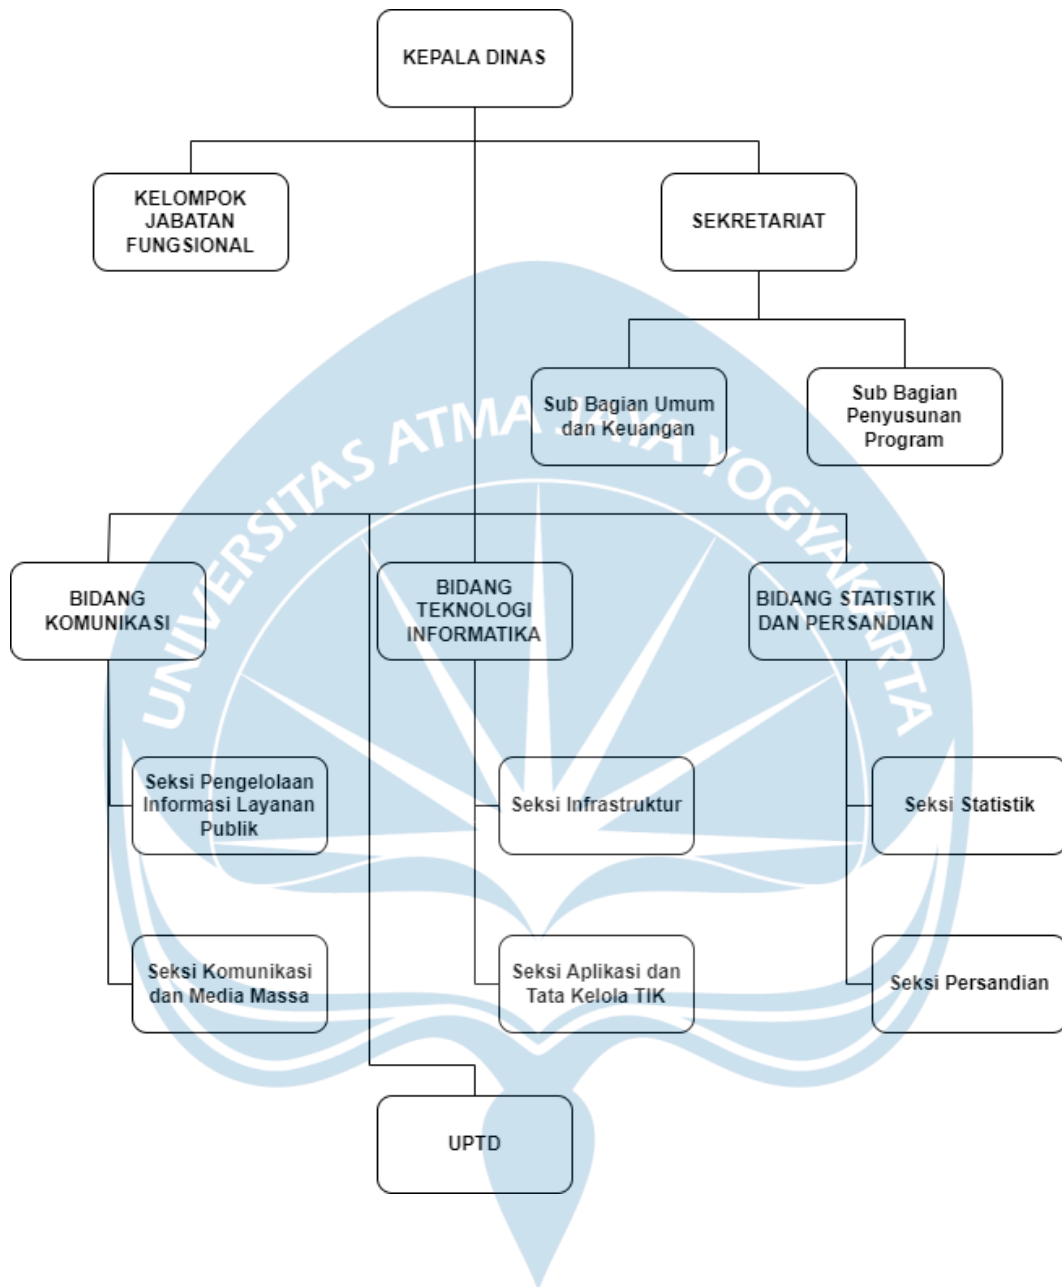 KEPALA DINAS
KELOMPOK
JABATAN
FUNGSIONAL
SEKRETARIAT
Sub Bagian Umum
dan Keuangan
Sub Bagian
Penyusunan
Program
UNIVERSITAS ATMA JAYA YOGYAKARTA
BIDANG
KOMUNIKASI
BIDANG
TEKNOLOGI
INFORMATIKA
BIDANG STATISTIK
DAN PERSANDIAN
Seksi Pengelolaan
Informasi Layanan
Publik
Seksi Infrastruktur
Seksi Statistik
Seksi Komunikasi
dan Media Massa
Seksi Aplikasi dan
Tata Kelola TIK
Seksi Persandian
UPTD